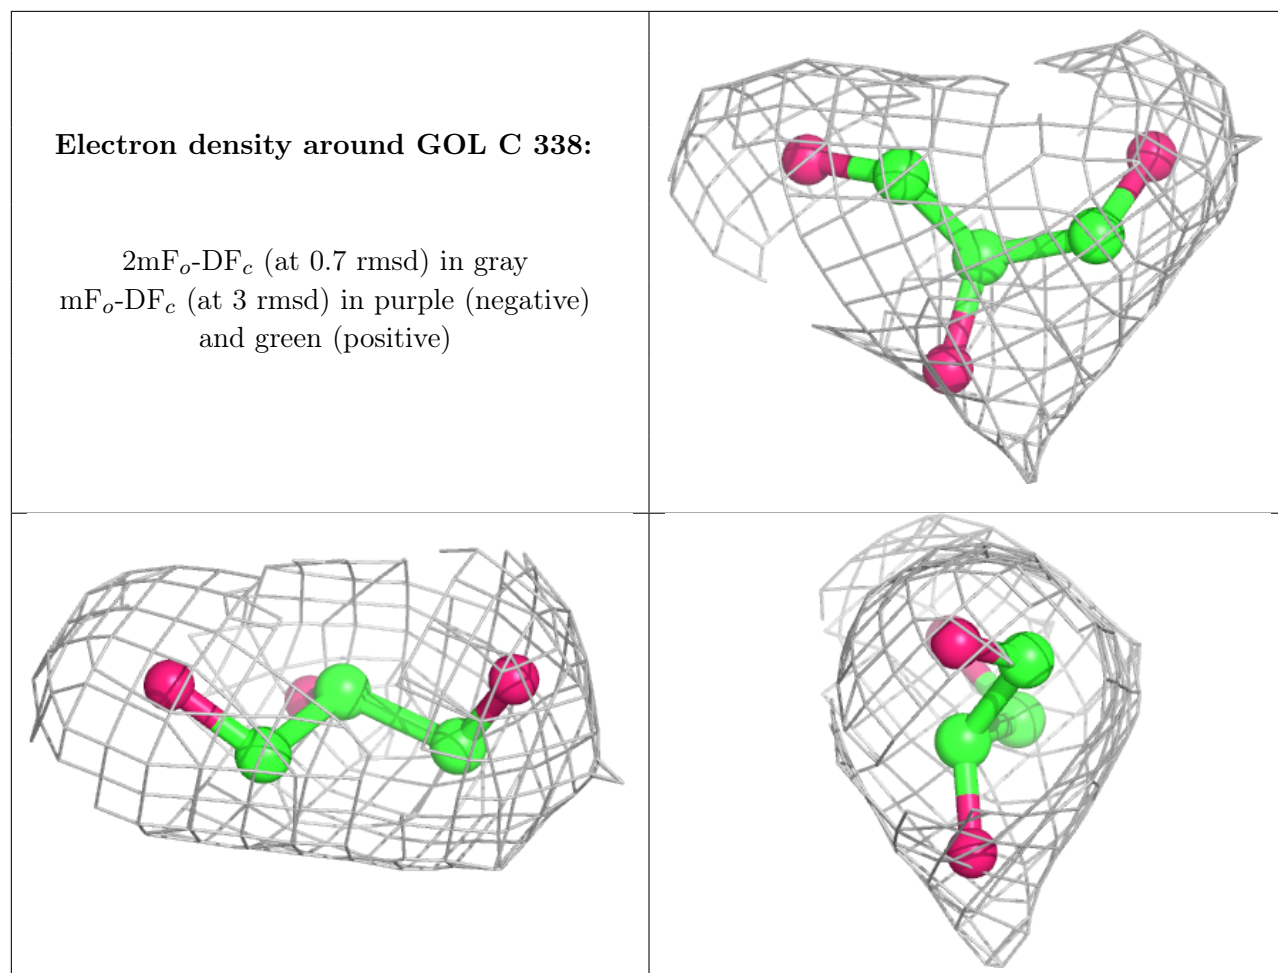 Electron density around GOL C 338:
2mFo-DFc (at 0.7 rmsd) in gray
mFo-DFc (at 3 rmsd) in purple (negative)
and green (positive)